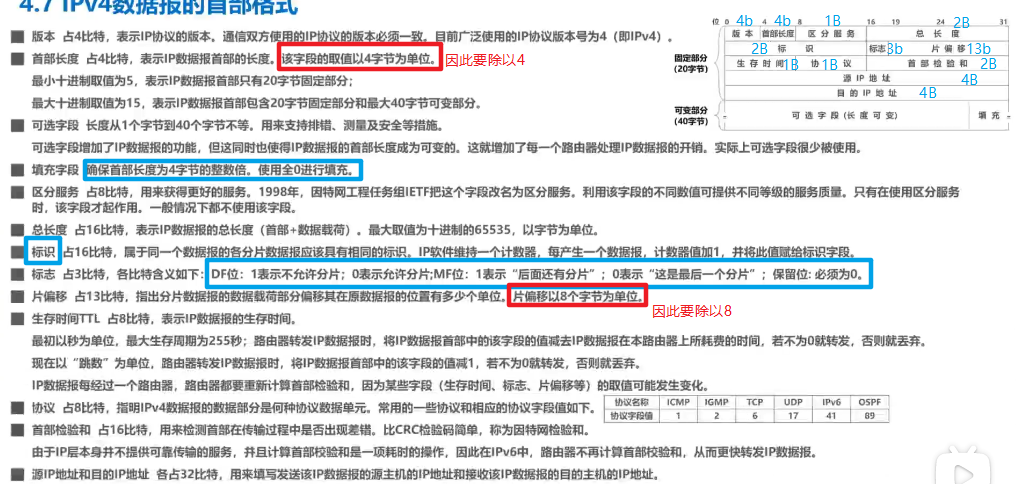 4.7 IPv4数据报的首部格式
版本 占4比特，表示IP协议的版本。通信双方使用的IP协议的版本必须一致。目前广泛使用的IP协议版本号为4（即IPv4）。
首部长度 占4比特，表示IP数据报首部的长度。该字段的取值以4字节为单位。 因此要除以4
最小十进制取值为5，表示IP数据报首部只有20字节固定部分；
最大十进制取值为15，表示IP数据报首部包含20字节固定部分和最大40字节可变部分。
可选字段 长度从1个字节到40个字节不等。用来支持排错、测量及安全等措施。
可选字段增加了IP数据报的功能，但这同时也使得IP数据报的首部长度成为可变的。这就增加了每一个路由器处理IP数据报的开销。实际上可选字段很少被使用。
填充字段 确保首部长度为4字节的整数倍。使用全0进行填充。
区分服务 占8比特，用来获得更好的服务。1998年，因特网工程任务组IETF把这个字段改名为区分服务。利用该字段的不同数值可提供不同等级的服务质量。只有在使用区分服务
时，该字段才起作用。一般情况下都不使用该字段。
总长度 占16比特，表示IP数据报的总长度（首部+数据载荷）。最大取值为十进制的65535，以字节为单位。
标识 占16比特，属于同一个数据报的各分片数据报应该具有相同的标识。IP软件维持一个计数器，每产生一个数据报，计数器值加1，并将此值赋给标识字段。
标志 占3比特，各比特含义如下：DF位：1表示不允许分片；0表示允许分片;MF位：1表示“后面还有分片”；0表示“这是最后一个分片”；保留位: 必须为0。
片偏移 占13比特，指出分片数据报的数据载荷部分偏移其在原数据报的位置有多少个单位。片偏移以8个字节为单位。
因此要除以8
生存时间TTL 占8比特，表示IP数据报的生存时间。
最初以秒为单位，最大生存周期为255秒；路由器转发IP数据报时，将IP数据报首部中的该字段的值减去IP数据报在本路由器上所耗费的时间，若不为0就转发，否则就丢弃。
现在以“跳数”为单位，路由器转发IP数据报时，将IP数据报首部中的该字段的值减1，若不为0就转发，否则就丢弃。
IP数据报每经过一个路由器，路由器都要重新计算首部检验和，因为某些字段（生存时间、标志、片偏移等）的取值可能发生变化。
协议 占8比特，指明IPv4数据报的数据部分是何种协议数据单元。常用的一些协议和相应的协议字段值如下。
协议名称 ICMP IGMP TCP UDP IPv6 OSPF
协议字段值 1 2 6 17 41 89
首部检验和 占16比特，用来检测首部在传输过程中是否出现差错。比CRC检验码简单，称为因特网检验和。
由于IP层本身并不提供可靠传输的服务，并且计算首部校验和是一项耗时的操作，因此在IPv6中，路由器不再计算首部校验和，从而更快转发IP数据报。
源IP地址和目的IP地址 各占32比特，用来填写发送该IP数据报的源主机的IP地址和接收该IP数据报的目的主机的IP地址。
位 0 4 8 16 19 24 31
4b 4b 1B 2B
版本 首部长度 区分服务 总长度
2B 标识 标志 3b 片偏移 13b
生存时间 1B 协议 1B 首部检验和 2B
源IP地址 4B
目的IP地址 4B
可选字段(长度可变) 填充
固定部分
(20字节)
可变部分
(40字节)